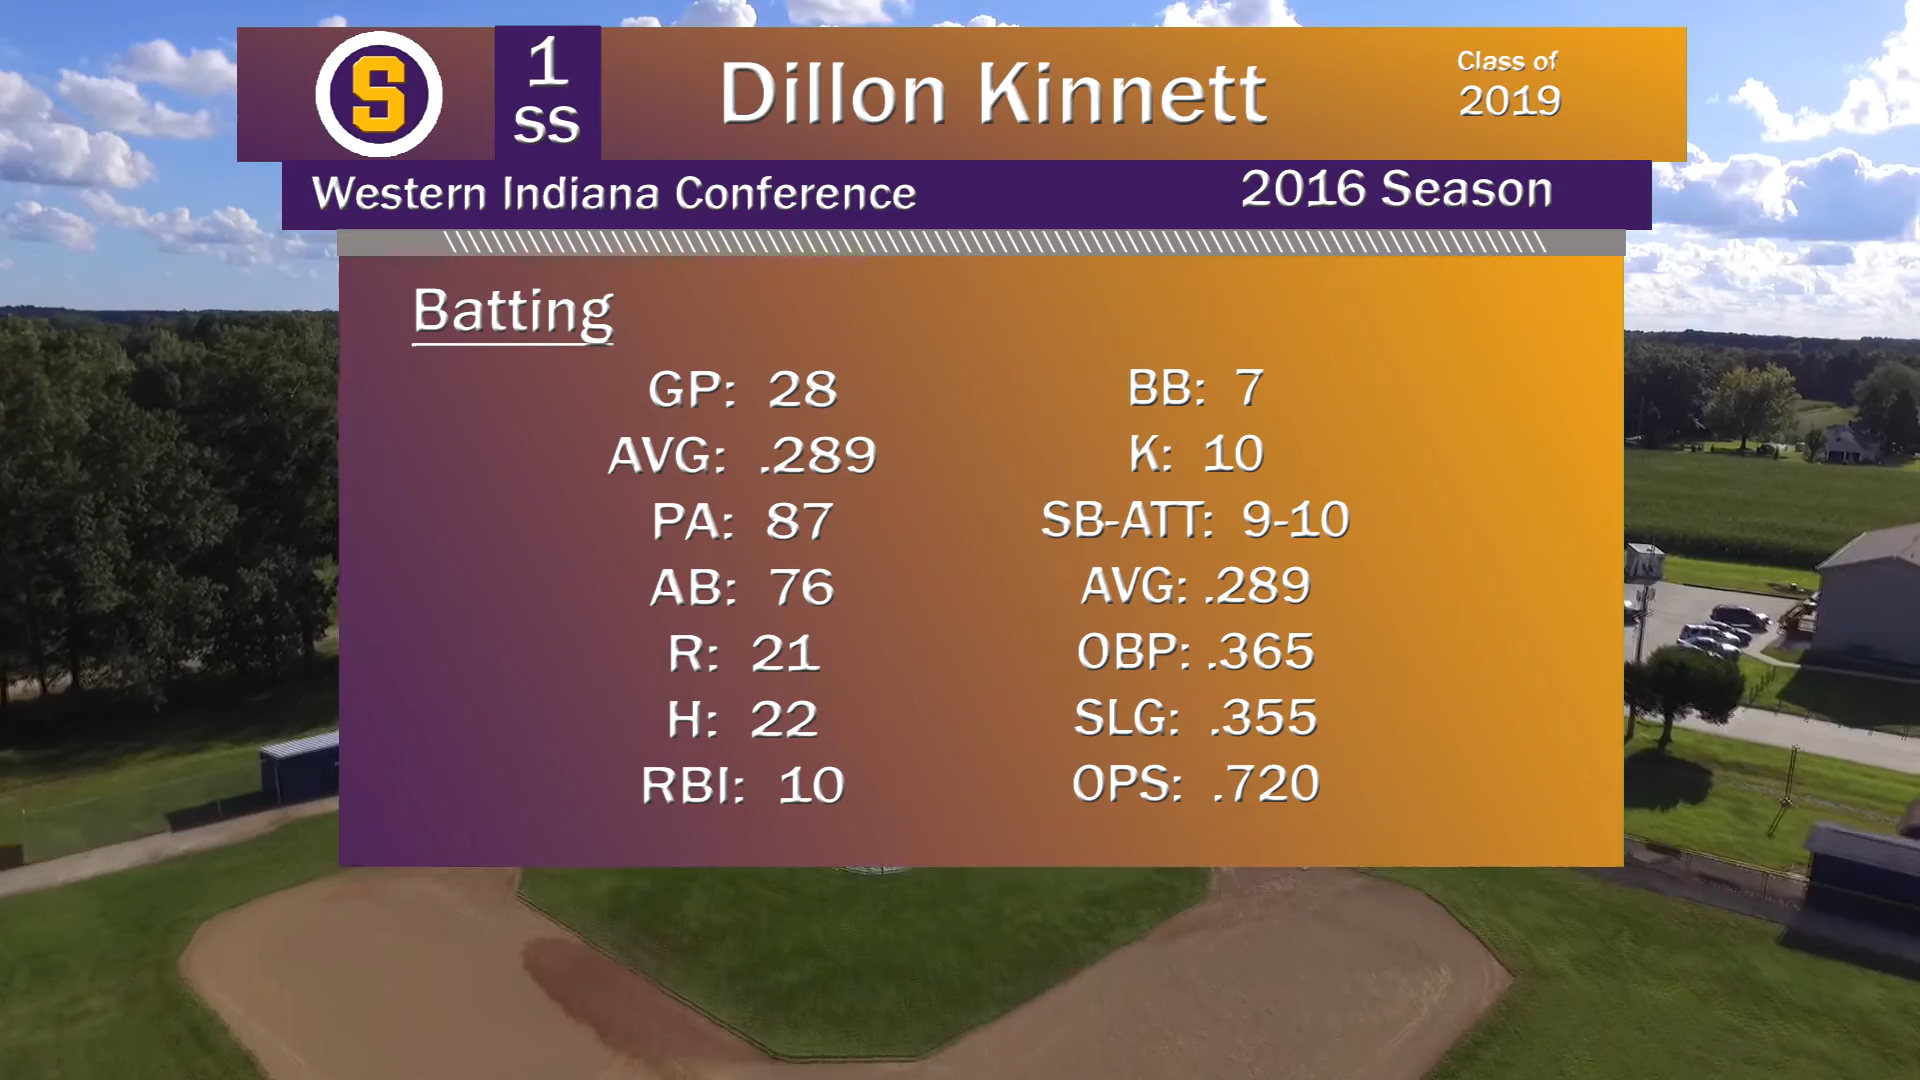 S
1
SS
Dillon Kinnett
Class of
2019
Western Indiana Conference
2016 Season
Batting
GP: 28
AVG: .289
PA: 87
AB: 76
R: 21
H: 22
RBI: 10
BB: 7
K: 10
SB-ATT: 9-10
AVG: .289
OBP: .365
SLG: .355
OPS: .720